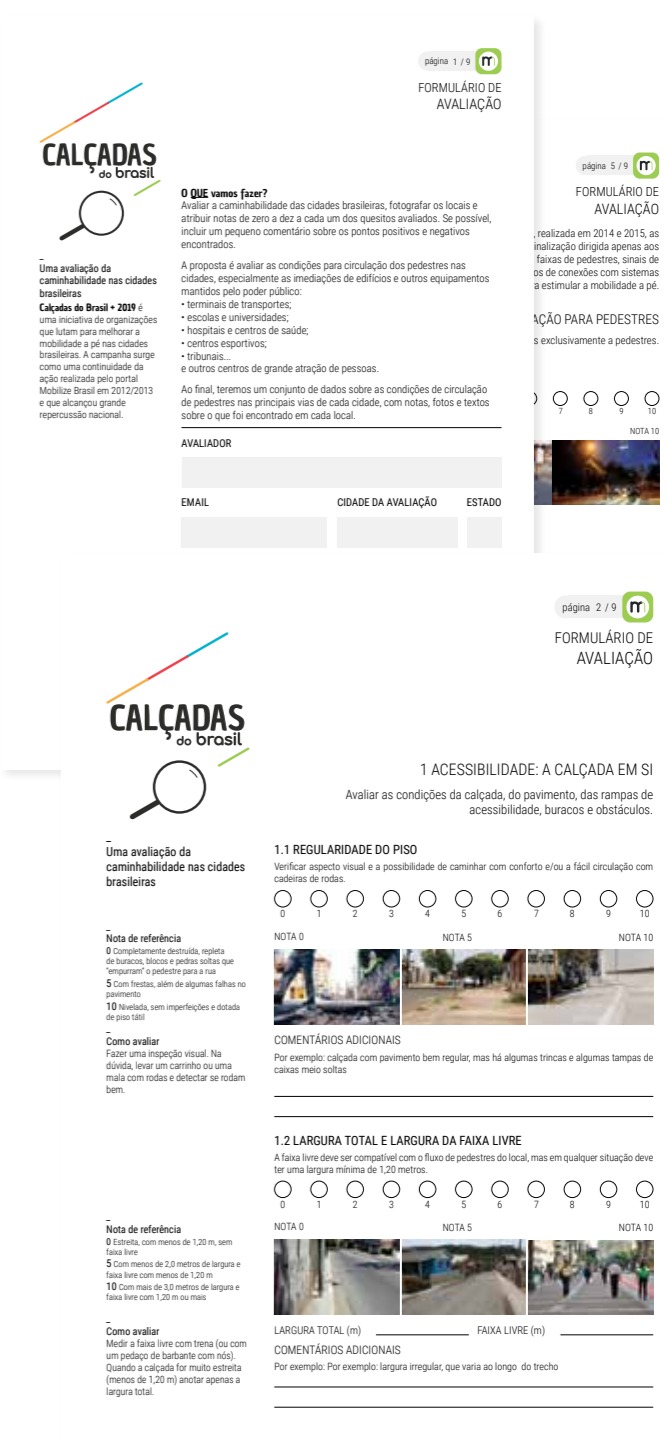 página 1 / 9
FORMULÁRIO DE
AVALIAÇÃO
CALÇADAS
do brasil
–
Uma avaliação da
caminhabilidade nas cidades
brasileiras
Calçadas do Brasil + 2019 é
uma iniciativa de organizações
que lutam para melhorar a
mobilidade a pé nas cidades
brasileiras. A campanha surge
como uma continuidade da
ação realizada pelo portal
Mobilize Brasil em 2012/2013
e que alcançou grande
repercussão nacional.
O QUE vamos fazer?
Avaliar a caminhabilidade das cidades brasileiras, fotografar os locais e
atribuir notas de zero a dez a cada um dos quesitos avaliados. Se possível,
incluir um pequeno comentário sobre os pontos positivos e negativos
encontrados.
A proposta é avaliar as condições para circulação dos pedestres nas
cidades, especialmente as imediações de edifícios e outros equipamentos
mantidos pelo poder público:
• terminais de transportes;
• escolas e universidades;
• hospitais e centros de saúde;
• centros esportivos;
• tribunais...
e outros centros de grande atração de pessoas.
Ao final, teremos um conjunto de dados sobre as condições de circulação
de pedestres nas principais vias de cada cidade, com notas, fotos e textos
sobre o que foi encontrado em cada local.
AVALIADOR
EMAIL CIDADE DA AVALIAÇÃO ESTADO
página 5 / 9
FORMULÁRIO DE
AVALIAÇÃO
, realizada em 2014 e 2015, as
inalização dirigida apenas aos
faixas de pedestres, sinais de
os de conexões com sistemas
a estimular a mobilidade a pé.
AÇÃO PARA PEDESTRES
s exclusivamente a pedestres.
7 8 9 10
NOTA 10
página 2 / 9
FORMULÁRIO DE
AVALIAÇÃO
CALÇADAS
do brasil
1 ACESSIBILIDADE: A CALÇADA EM SI
Avaliar as condições da calçada, do pavimento, das rampas de
acessibilidade, buracos e obstáculos.
–
Uma avaliação da
caminhabilidade nas cidades
brasileiras
1.1 REGULARIDADE DO PISO
Verificar aspecto visual e a possibilidade de caminhar com conforto e/ou a fácil circulação com
cadeiras de rodas.
0 1 2 3 4 5 6 7 8 9 10
NOTA 0 NOTA 5 NOTA 10
–
Nota de referência
0 Completamente destruída, repleta
de buracos, blocos e pedras soltas que
"empurram" o pedestre para a rua
5 Com frestas, além de algumas falhas no
pavimento
10 Nivelada, sem imperfeições e dotada
de piso tátil
–
Como avaliar
Fazer uma inspeção visual. Na
dúvida, levar um carrinho ou uma
mala com rodas e detectar se rodam
bem.
COMENTÁRIOS ADICIONAIS
Por exemplo: calçada com pavimento bem regular, mas há algumas trincas e algumas tampas de
caixas meio soltas
1.2 LARGURA TOTAL E LARGURA DA FAIXA LIVRE
A faixa livre deve ser compatível com o fluxo de pedestres do local, mas em qualquer situação deve
ter uma largura mínima de 1,20 metros.
0 1 2 3 4 5 6 7 8 9 10
NOTA 0 NOTA 5 NOTA 10
–
Nota de referência
0 Estreita, com menos de 1,20 m, sem
faixa livre
5 Com menos de 2,0 metros de largura e
faixa livre com menos de 1,20 m
10 Com mais de 3,0 metros de largura e
faixa livre com 1,20 m ou mais
–
Como avaliar
Medir a faixa livre com trena (ou com
um pedaço de barbante com nós).
Quando a calçada for muito estreita
(menos de 1,20 m) anotar apenas a
largura total.
LARGURA TOTAL (m) FAIXA LIVRE (m)
COMENTÁRIOS ADICIONAIS
Por exemplo: Por exemplo: largura irregular, que varia ao longo do trecho